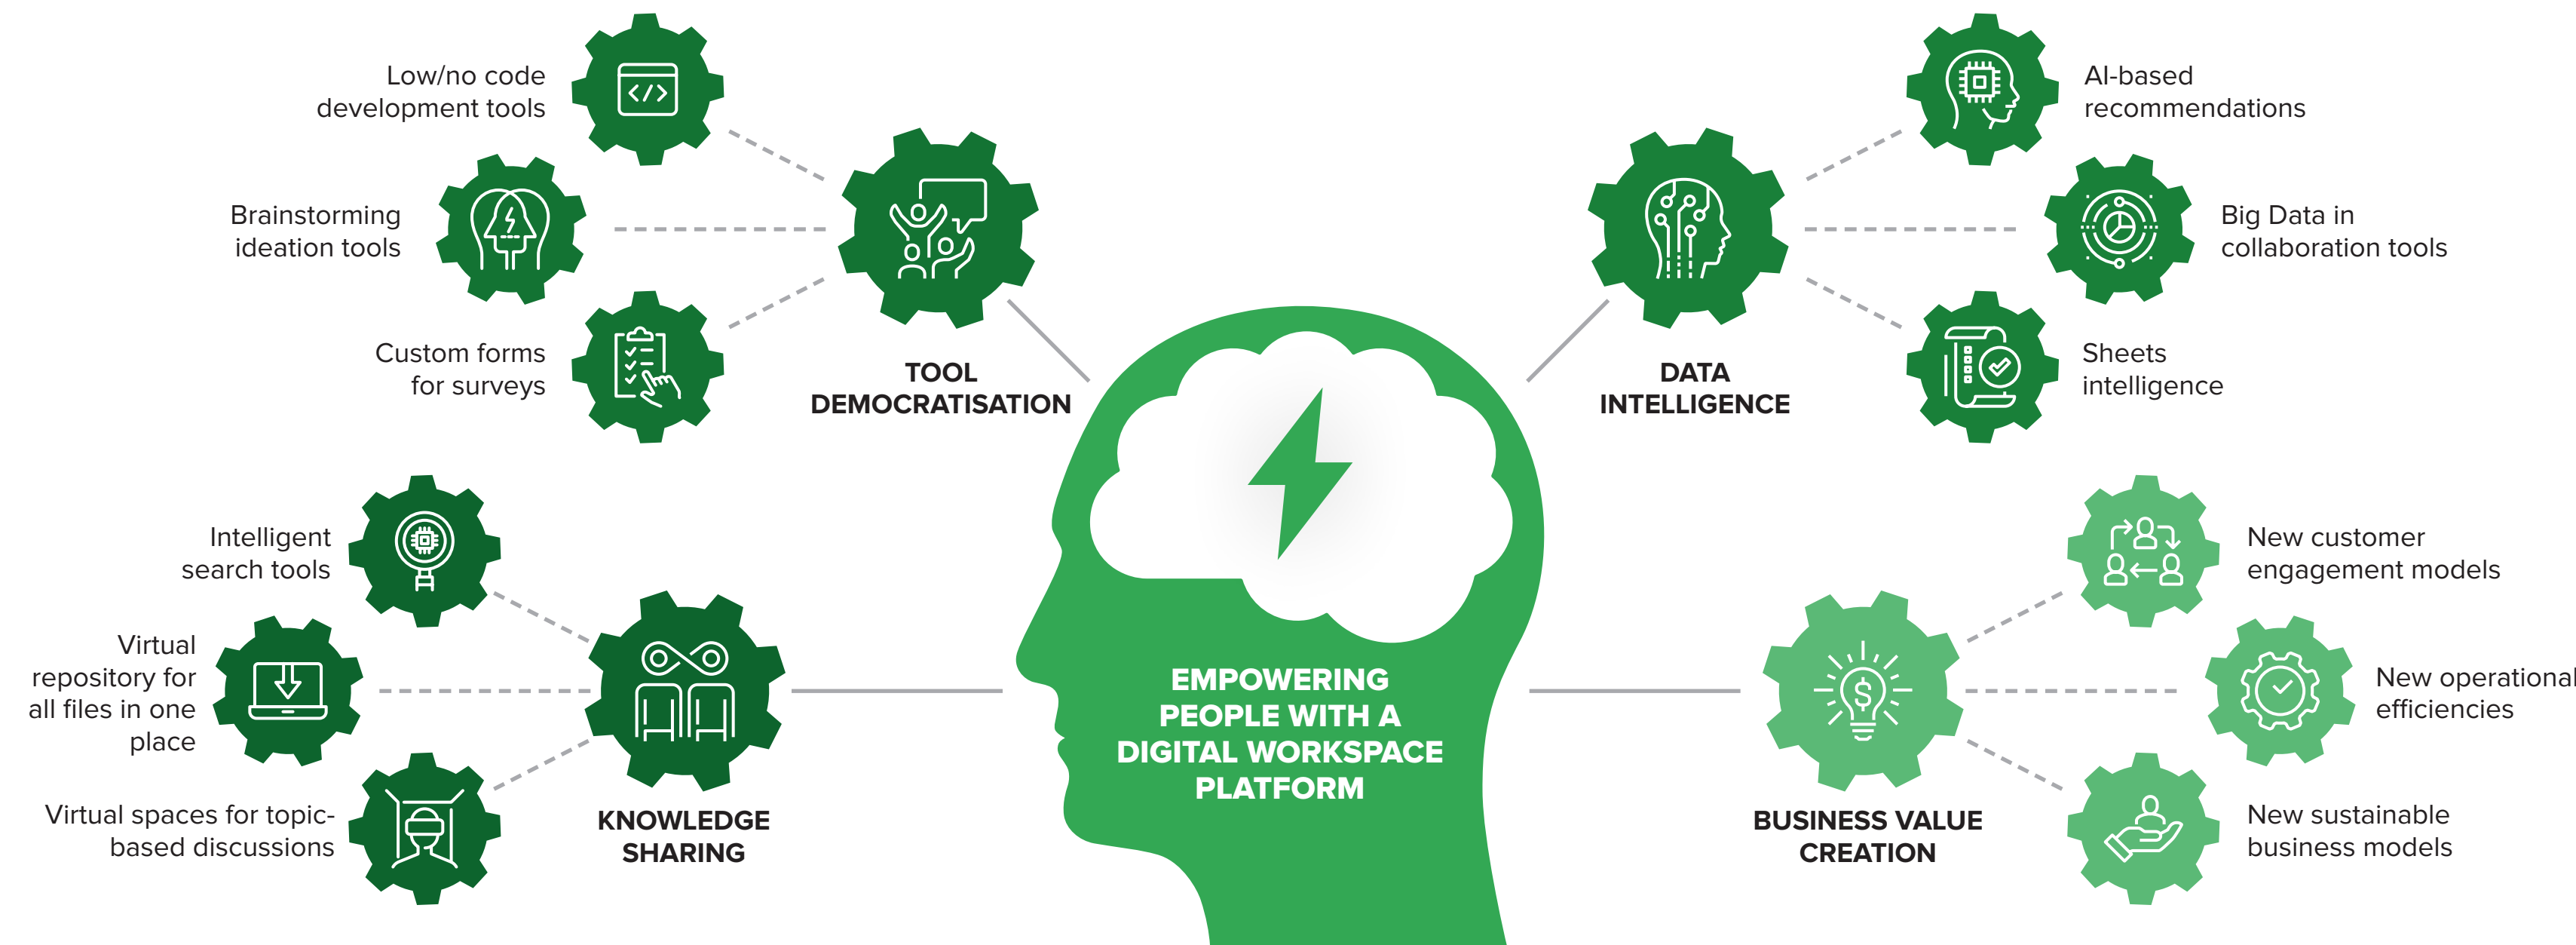 Low/no code
development tools
Brainstorming
ideation tools
Custom forms
for surveys
TOOL
DEMOCRATISATION
DATA
INTELLIGENCE
AI-based
recommendations
Big Data in
collaboration tools
Sheets
intelligence
Intelligent
search tools
Virtual
repository for
all files in one
place
Virtual spaces for topic-
based discussions
KNOWLEDGE
SHARING
EMPOWERING
PEOPLE WITH A
DIGITAL WORKSPACE
PLATFORM
BUSINESS VALUE
CREATION
New customer
engagement models
New operational
efficiencies
New sustainable
business models